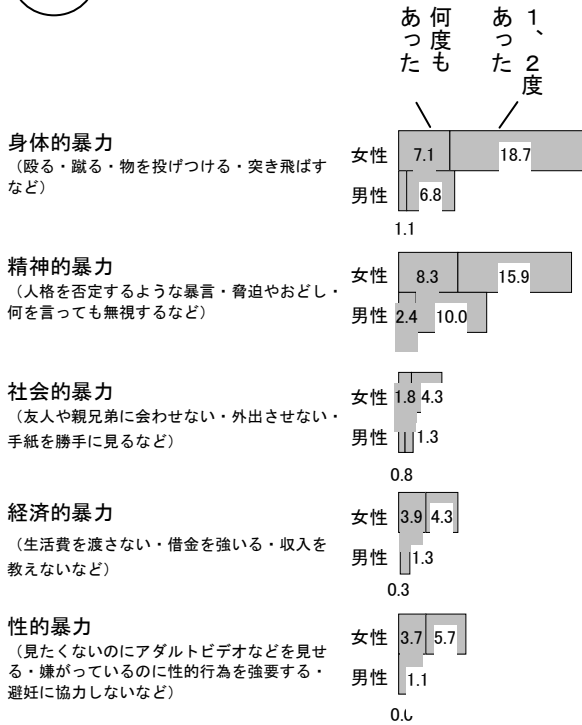 何度もあった
1、2度あった
身体的暴力
（殴る・蹴る・物を投げつける・突き飛ばす
など）
女性 7.1 18.7
男性 6.8
1.1
精神的暴力
（人格を否定するような暴言・脅迫やおどし・
何を言っても無視するなど）
女性 8.3 15.9
男性 2.4 10.0
社会的暴力
（友人や親兄弟に会わせない・外出させない・
手紙を勝手に見るなど）
女性 1.8 4.3
男性 1.3
0.8
経済的暴力
（生活費を渡さない・借金を強いる・収入を
教えないなど）
女性 3.9 4.3
男性 1.3
0.3
性的暴力
（見たくないのにアダルトビデオなどを見せ
る・嫌がっているのに性的行為を強要する・
避妊に協力しないなど）
女性 3.7 5.7
男性 1.1